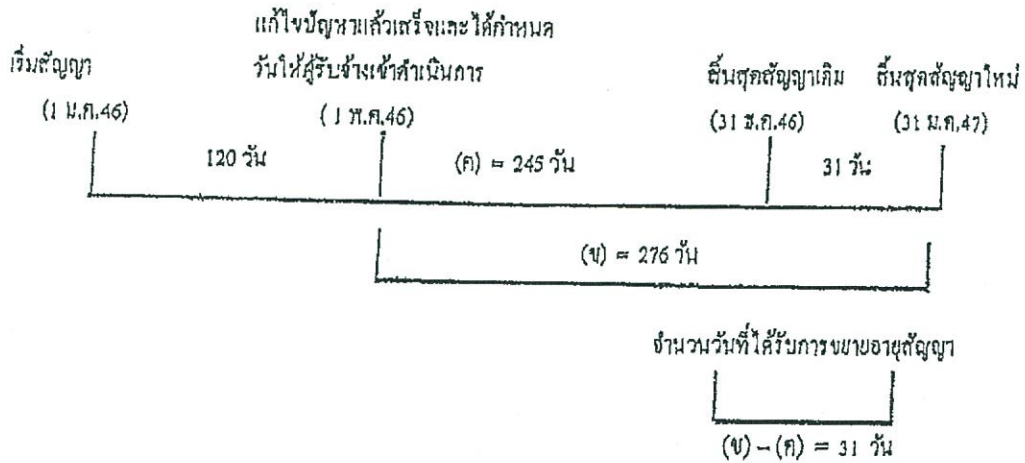 แก้ไขปัญหาแล้วเสร็จและได้กำหนด
เริ่มสัญญา วันให้ผู้รับจ้างเข้าดำเนินการ สิ้นสุดสัญญาเดิม สิ้นสุดสัญญาใหม่
(1 ม.ค.46) (1 พ.ค.46) (31 ธ.ค.46) (31 ม.ค.47)
120 วัน (ค) = 245 วัน 31 วัน
(ข) = 276 วัน
จำนวนวันที่ได้รับการขยายอายุสัญญา
(ข) – (ค) = 31 วัน